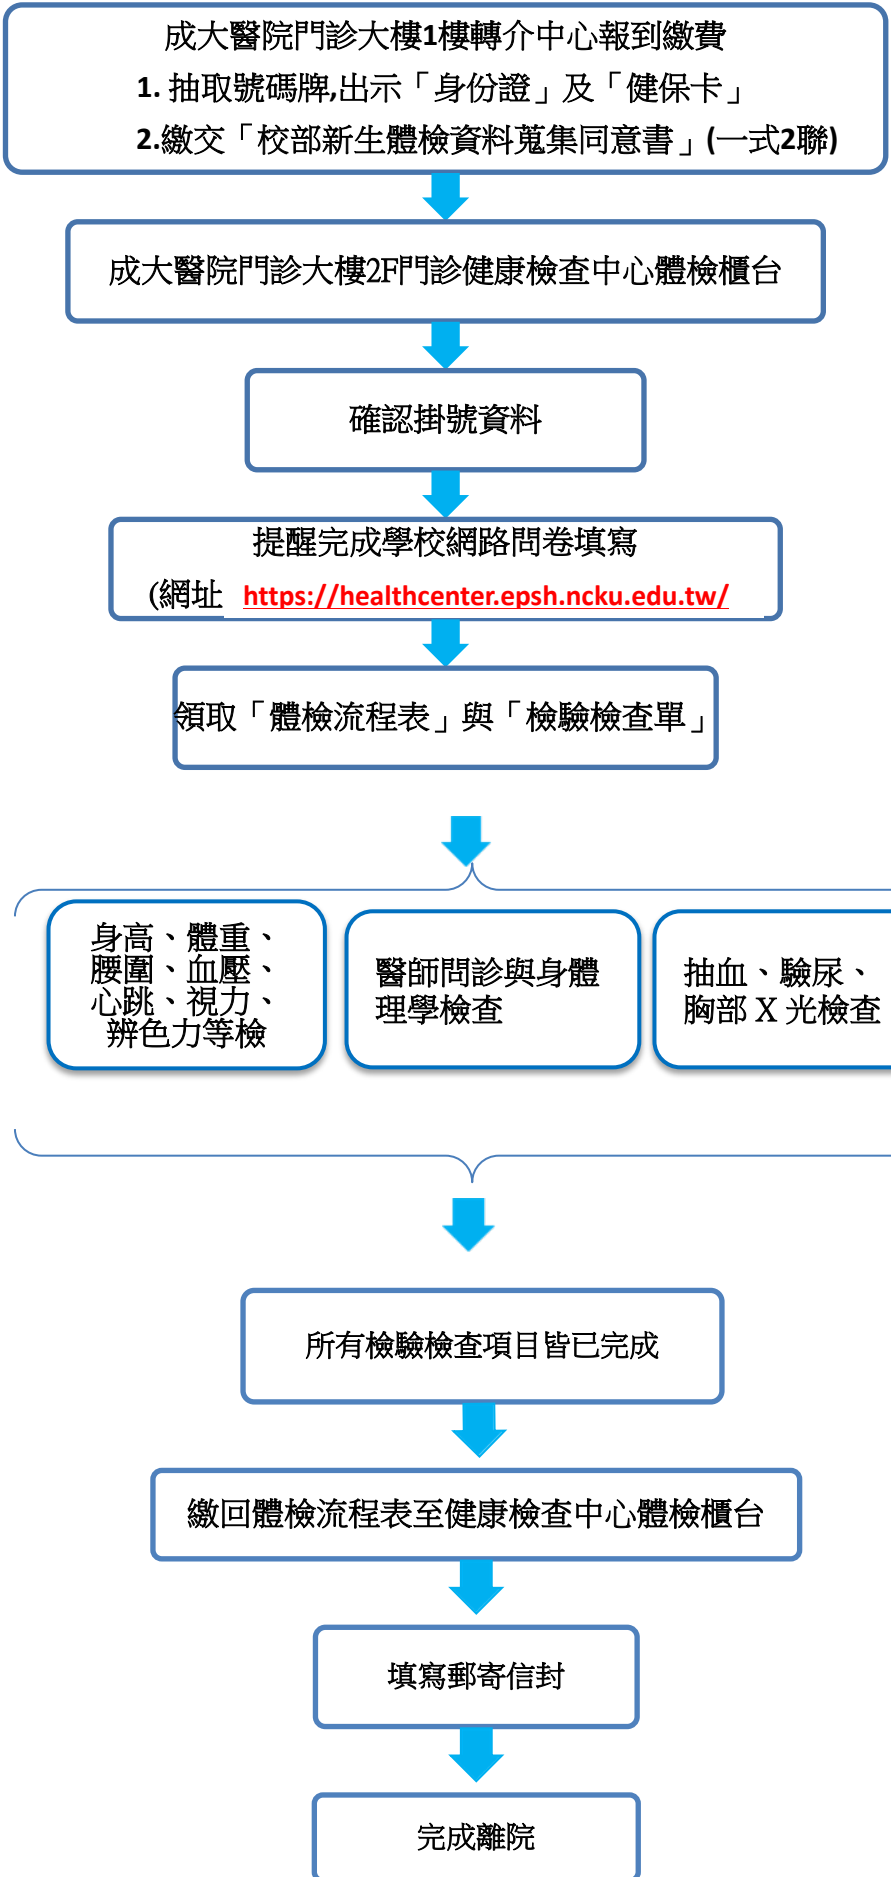 成大醫院門診大樓1樓轉介中心報到繳費
1. 抽取號碼牌,出示「身份證」及「健保卡」
2.繳交「校部新生體檢資料蒐集同意書」(一式2聯)
成大醫院門診大樓2F門診健康檢查中心體檢櫃台
確認掛號資料
提醒完成學校網路問卷填寫
(網址 https://healthcenter.epsh.ncku.edu.tw/
領取「體檢流程表」與「檢驗檢查單」
身高、體重、
腰圍、血壓、
心跳、視力、
辨色力等檢
醫師問診與身體
理學檢查
抽血、驗尿、
胸部 X 光檢查
所有檢驗檢查項目皆已完成
繳回體檢流程表至健康檢查中心體檢櫃台
填寫郵寄信封
完成離院